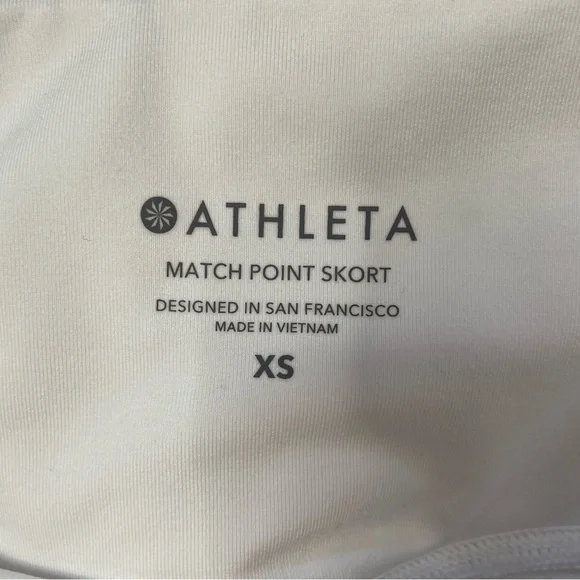 ATHLETA
MATCH POINT SKORT
DESIGNED IN SAN FRANCISCO
MADE IN VIETNAM
XS